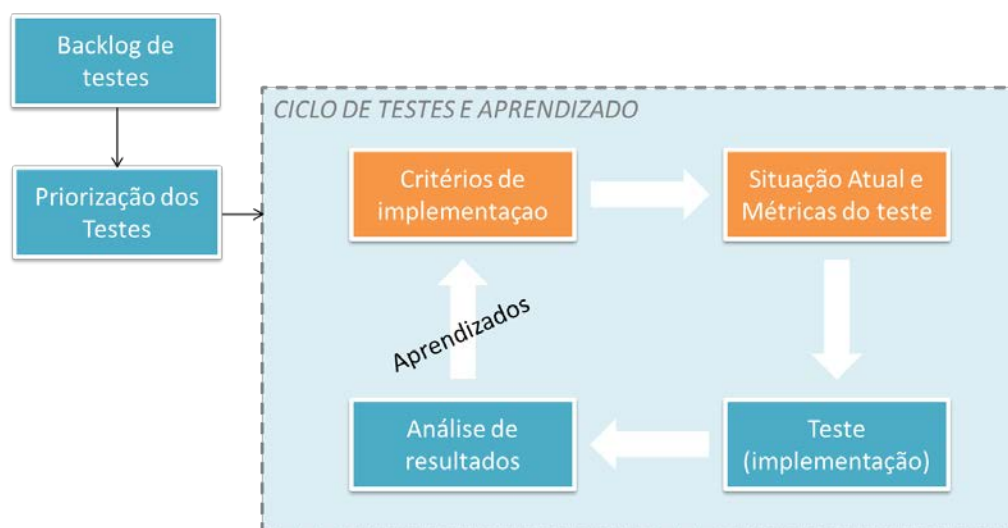 Backlog de
testes
Priorização dos
Testes
CICLO DE TESTES E APRENDIZADO
Critérios de
implementaçao
Situação Atual e
Métricas do teste
Aprendizados
Análise de
resultados
Teste
(implementação)